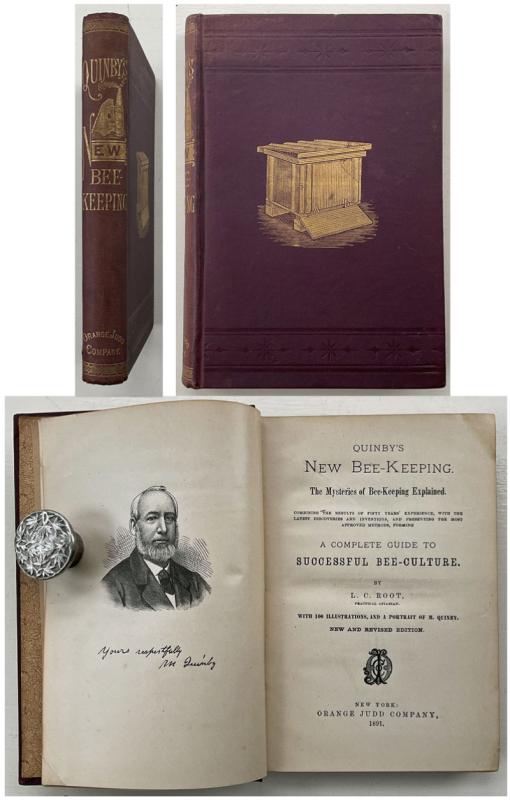 QUINBY'S
NEW
BEE-
KEEPING
ORANGE JUDD
COMPANY
Yours respectfully
M Quinby
QUINBY'S
NEW BEE-KEEPING.
The Mysteries of Bee-Keeping Explained.
COMBINING THE RESULTS OF FIFTY YEARS' EXPERIENCE, WITH THE
LATEST DISCOVERIES AND INVENTIONS, AND PRESENTING THE MOST
APPROVED METHODS, FORMING
A COMPLETE GUIDE TO
SUCCESSFUL BEE-CULTURE.
BY
L. C. ROOT,
PRACTICAL APIARIAN.
WITH 100 ILLUSTRATIONS, AND A PORTRAIT OF M. QUINBY.
NEW AND REVISED EDITION.
NEW YORK:
ORANGE JUDD COMPANY,
1891.